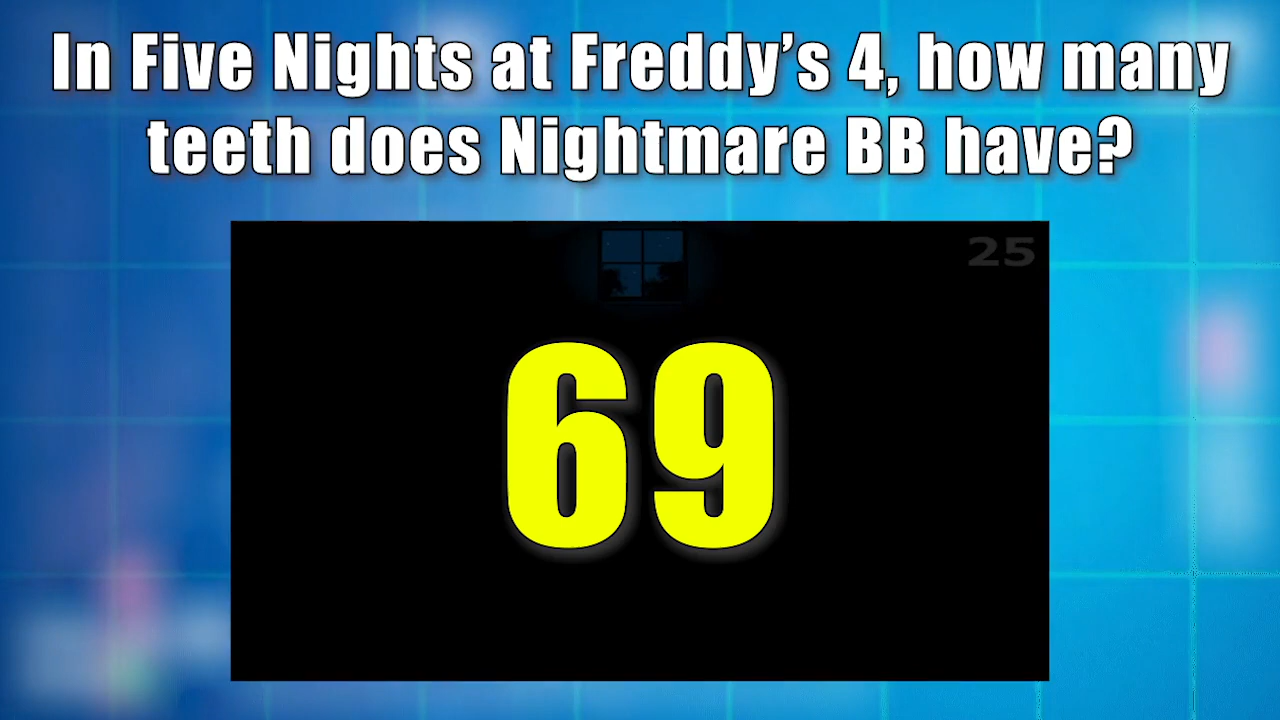 In Five Nights at Freddy’s 4, how many
teeth does Nightmare BB have?
25
69